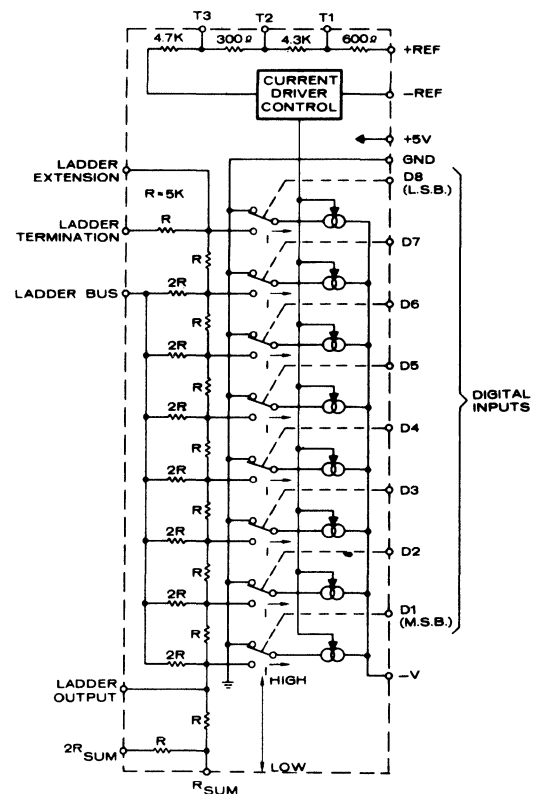 T3 T2 T1
4.7K 300Ω 4.3K 600Ω
+REF
CURRENT
DRIVER
CONTROL
-REF
+5V
GND
LADDER
EXTENSION
R=5K
D8
(L.S.B.)
LADDER
TERMINATION
R
D7
R
LADDER BUS
2R
D6
R
2R
D5
R
2R
D4
R
2R
D3
R
2R
D2
R
2R
D1
(M.S.B.)
R
2R
DIGITAL
INPUTS
I
I
I
I
I
I
I
I
-V
HIGH
LADDER
OUTPUT
R
2R SUM
R
LOW
R SUM